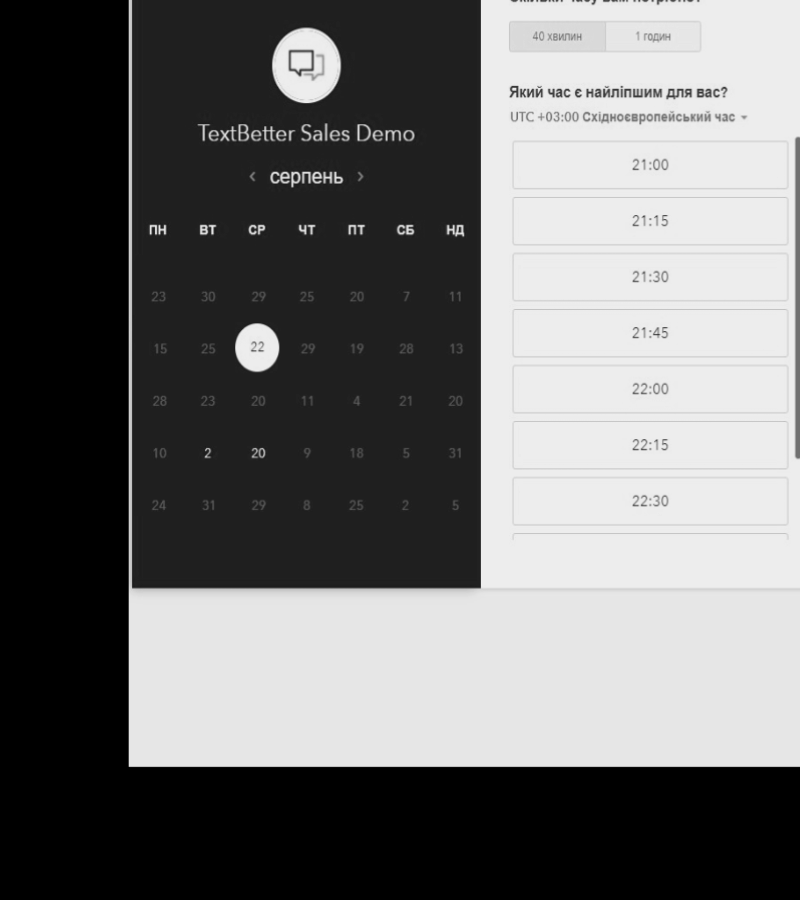 TextBetter Sales Demo
‹ серпень ›
ПН ВТ СР ЧТ ПТ СБ НД
23 30 29 25 20 7 11
15 25 22 29 19 28 13
28 23 20 11 4 21 20
10 2 20 9 18 5 31
24 31 29 8 25 2 5
40 хвилин 1 годин
Який час є найліпшим для вас?
UTC +03:00 Східноєвропейський час
21:00
21:15
21:30
21:45
22:00
22:15
22:30